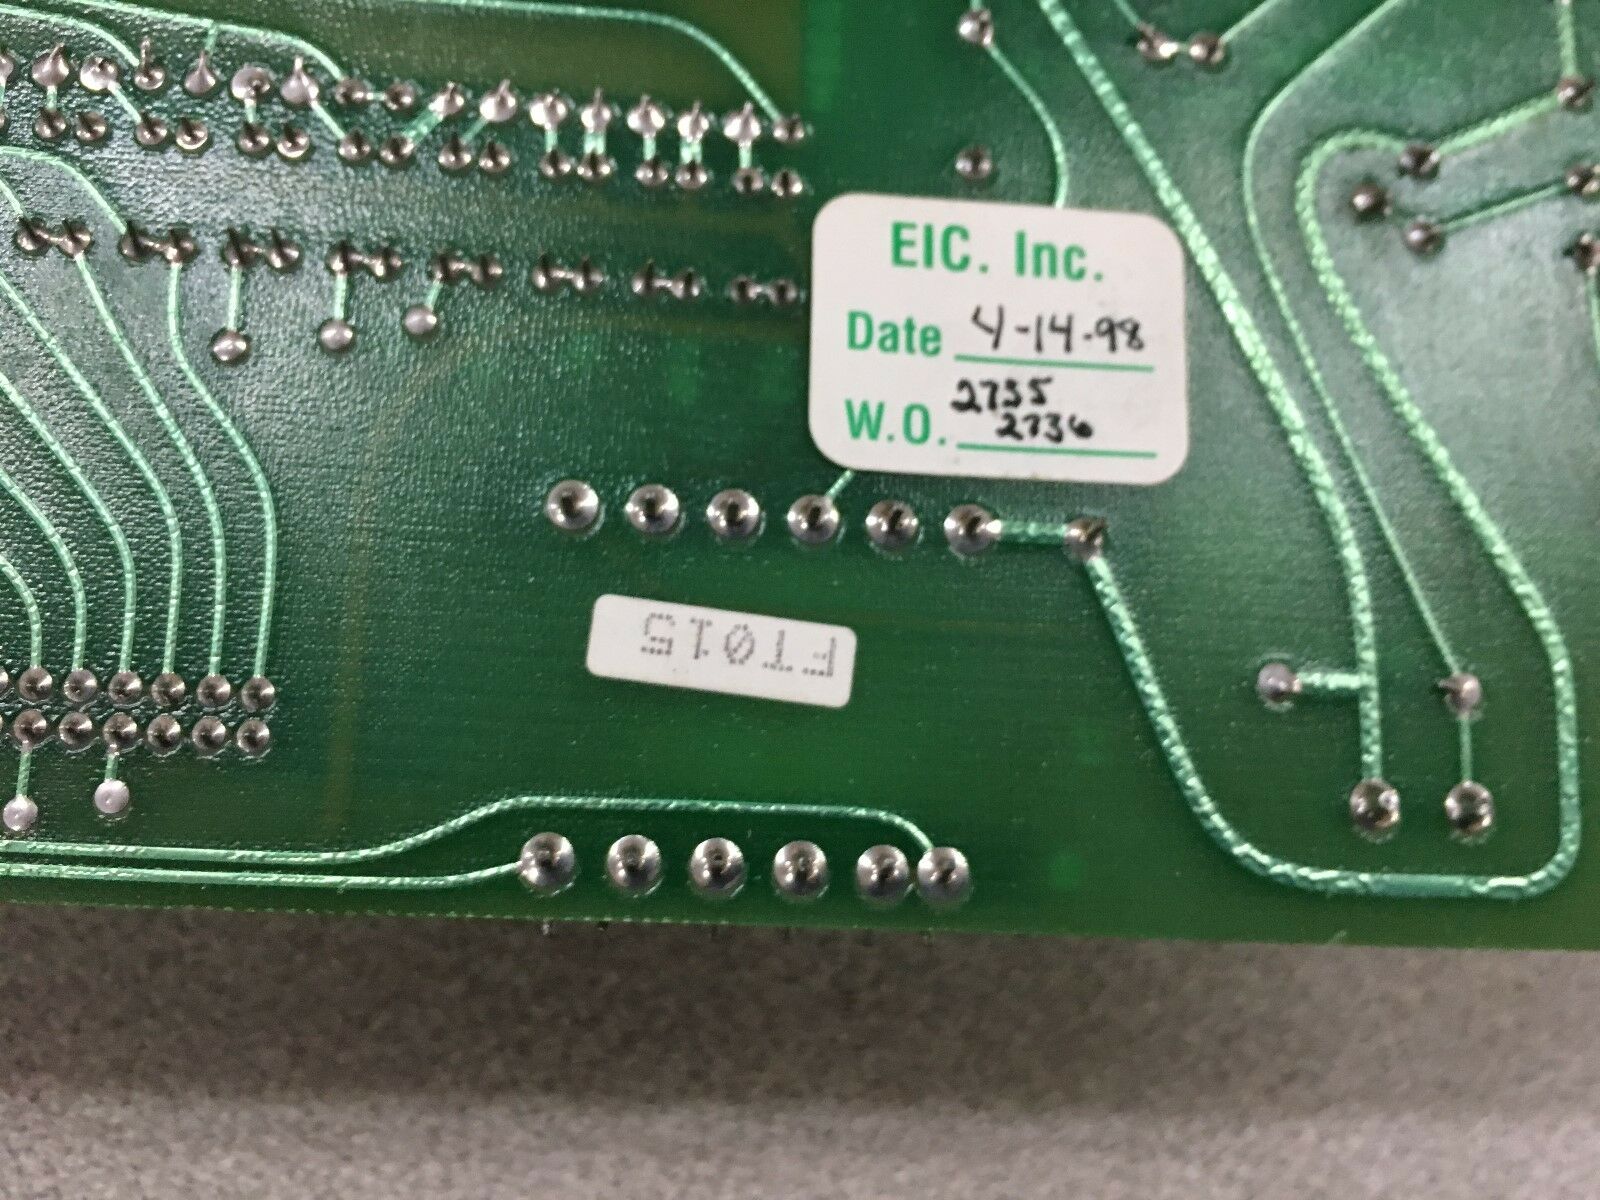 EIC. Inc.
Date 4-14-98
W.O. 2735
2736
FT015